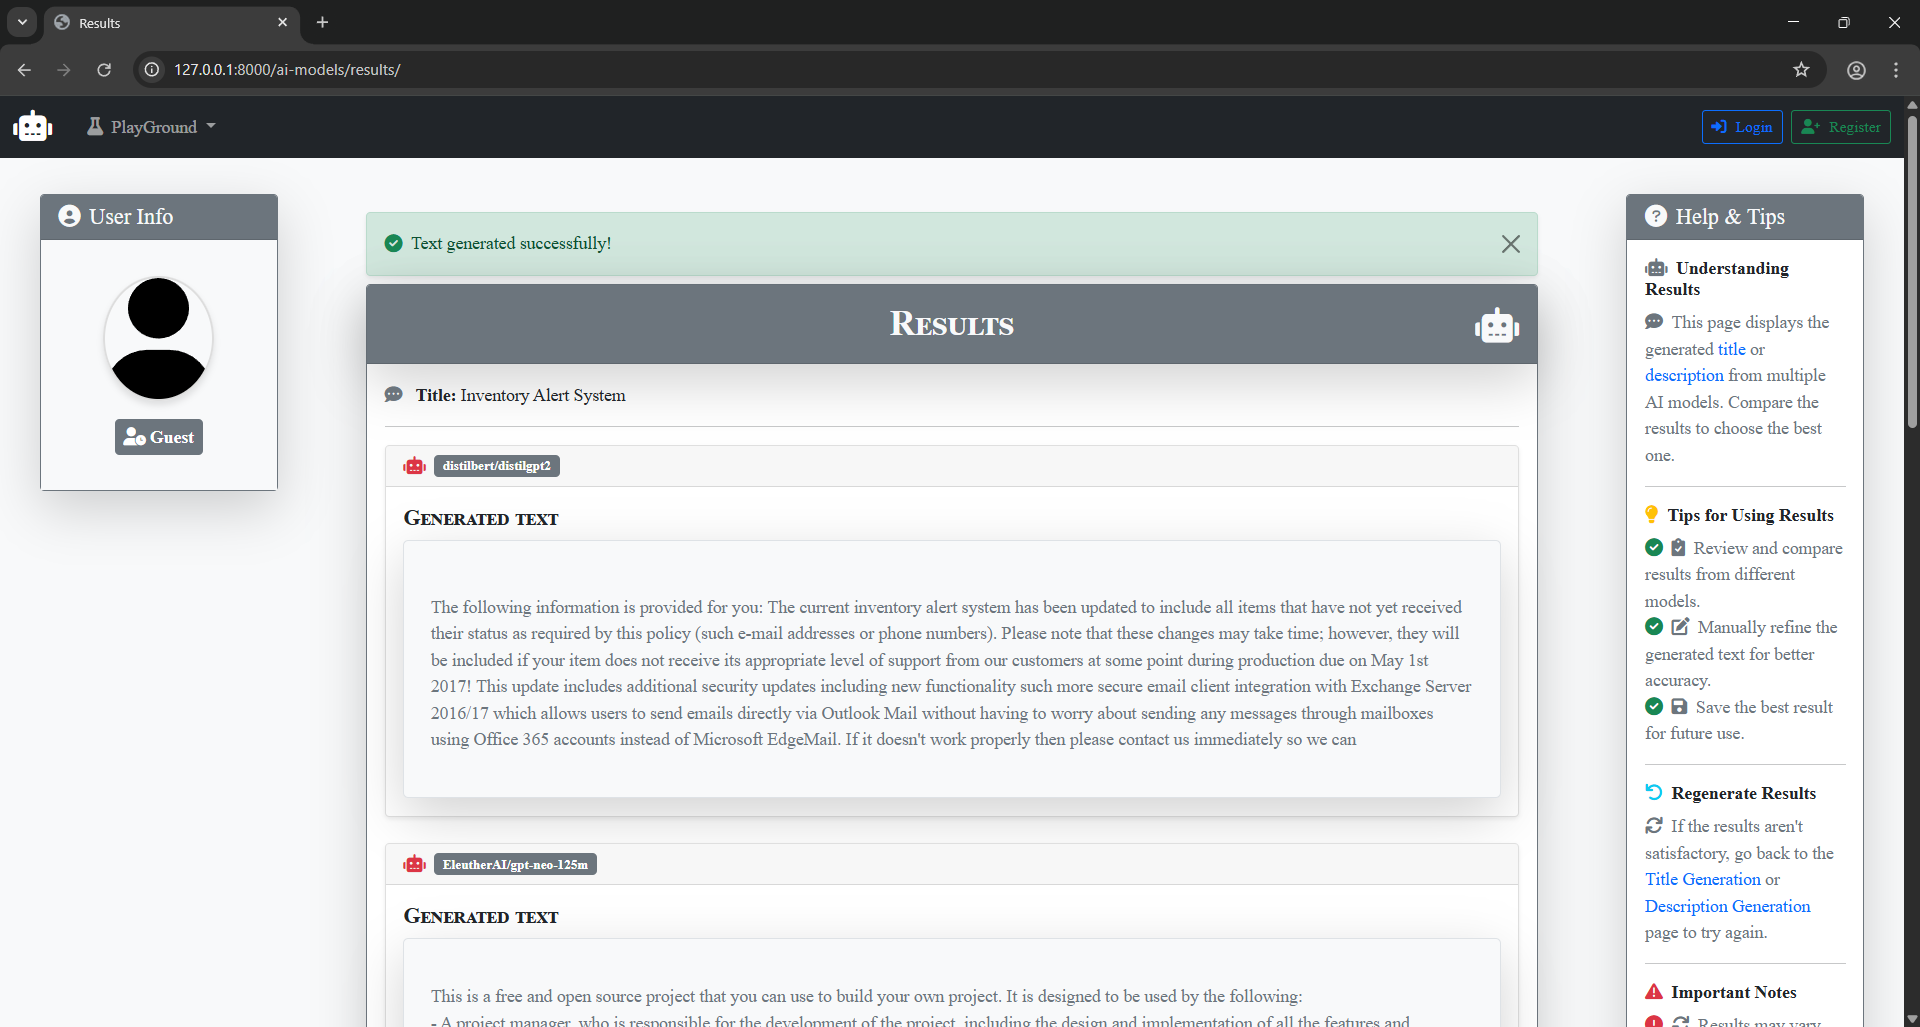 Results
127.0.0.1:8000/ai-models/results/
PlayGround
Login
Register
User Info
Guest
Text generated successfully!
Results
Title: Inventory Alert System
distilbert/distilgpt2
Generated text
The following information is provided for you: The current inventory alert system has been updated to include all items that have not yet received
their status as required by this policy (such e-mail addresses or phone numbers). Please note that these changes may take time; however, they will
be included if your item does not receive its appropriate level of support from our customers at some point during production due on May 1st
2017! This update includes additional security updates including new functionality such more secure email client integration with Exchange Server
2016/17 which allows users to send emails directly via Outlook Mail without having to worry about sending any messages through mailboxes
using Office 365 accounts instead of Microsoft EdgeMail. If it doesn't work properly then please contact us immediately so we can
EleutherAI/gpt-neo-125m
Generated text
This is a free and open source project that you can use to build your own project. It is designed to be used by the following:
- A project manager, who is responsible for the development of the project, including the design and implementation of all the features and
Help & Tips
Understanding
Results
This page displays the
generated title or
description from multiple
AI models. Compare the
results to choose the best
one.
Tips for Using Results
Review and compare
results from different
models.
Manually refine the
generated text for better
accuracy.
Save the best result
for future use.
Regenerate Results
If the results aren't
satisfactory, go back to the
Title Generation or
Description Generation
page to try again.
Important Notes
Results may vary